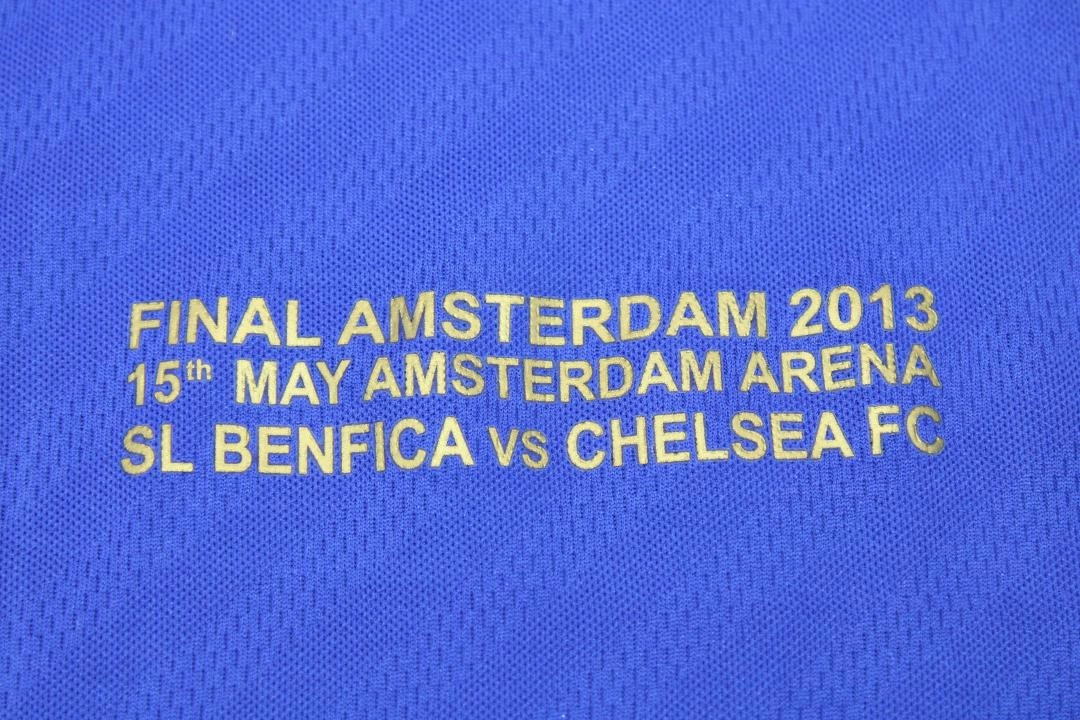 FINAL AMSTERDAM 2013
15th MAY AMSTERDAM ARENA
SL BENFICA VS CHELSEA FC